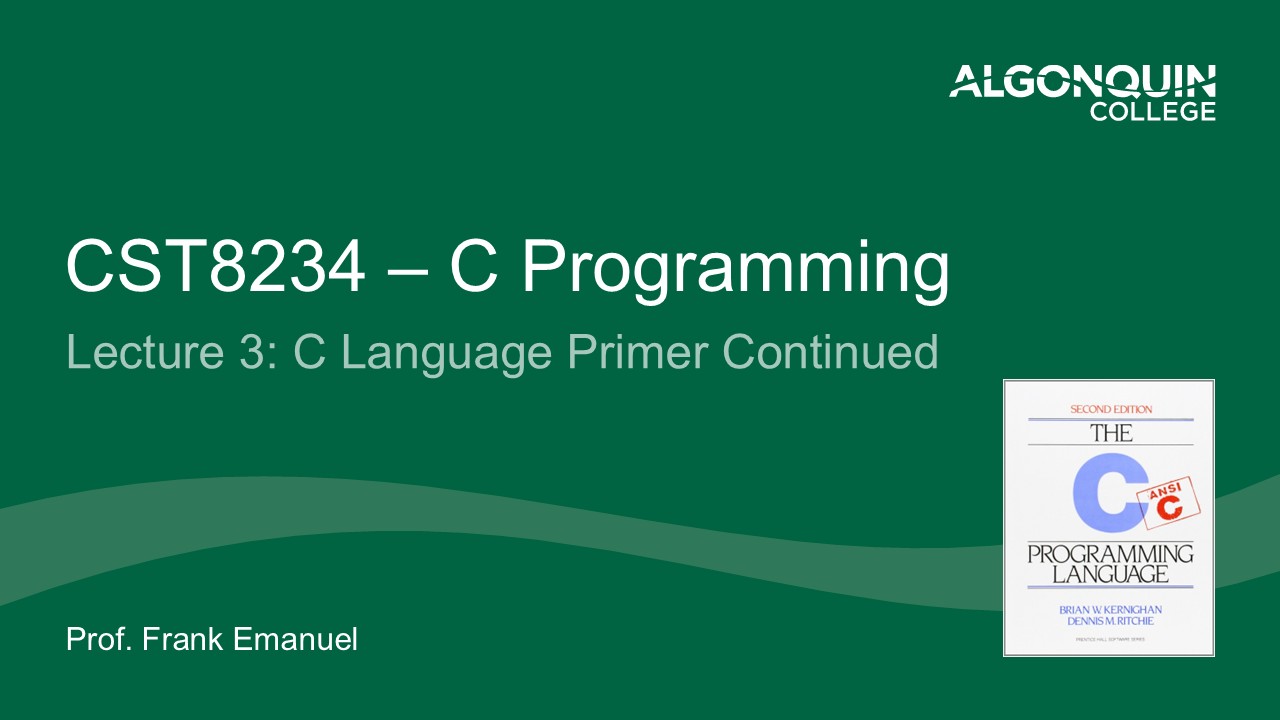 ALGONQUIN
COLLEGE
CST8234 – C Programming
Lecture 3: C Language Primer Continued
SECOND EDITION
THE
C
ANSI
C
PROGRAMMING
LANGUAGE
BRIAN W. KERNIGHAN
DENNIS M. RITCHIE
PRENTICE HALL SOFTWARE SERIES
Prof. Frank Emanuel